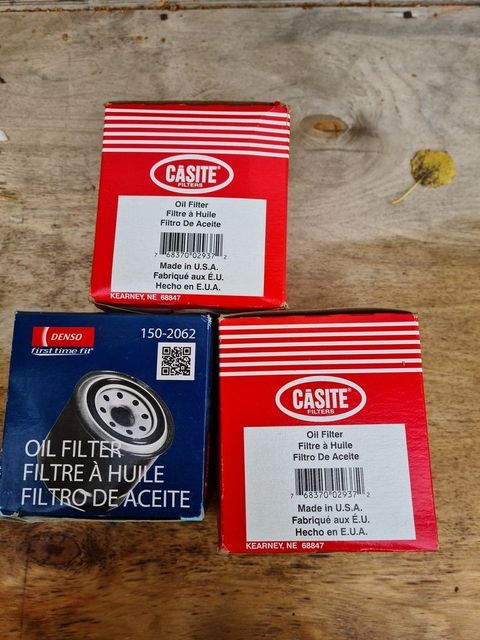 CĀSITE®
FILTERS
Oil Filter
Filtre à Huile
Filtro De Aceite
7 68370 02937 2
Made in U.S.A.
Fabriqué aux É.U.
Hecho en E.U.A.
KEARNEY, NE 68847
DENSO
first time fit®
150-2062
OIL FILTER
FILTRE À HUILE
FILTRO DE ACEITE
CĀSITE®
FILTERS
Oil Filter
Filtre à Huile
Filtro De Aceite
7 68370 02937 2
Made in U.S.A.
Fabriqué aux É.U.
Hecho en E.U.A.
KEARNEY, NE 68847